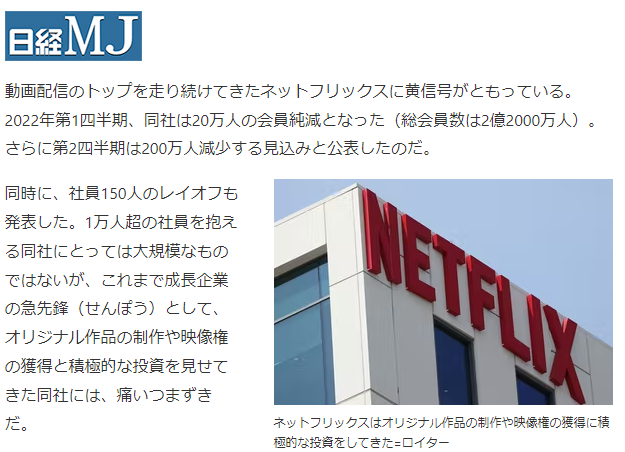 日経MJ
動画配信のトップを走り続けてきたネットフリックスに黄信号がともっている。
2022年第1四半期、同社は20万人の会員純減となった（総会員数は2億2000万人）。
さらに第2四半期は200万人減少する見込みと公表したのだ。
同時に、社員150人のレイオフも
発表した。1万人超の社員を抱え
る同社にとっては大規模なもの
ではないが、これまで成長企業
の急先鋒（せんぽう）として、
オリジナル作品の制作や映像権
の獲得と積極的な投資を見せて
きた同社には、痛いつまずき
だ。
NETFLIX
ネットフリックスはオリジナル作品の制作や映像権の獲得に積
極的な投資をしてきた=ロイター